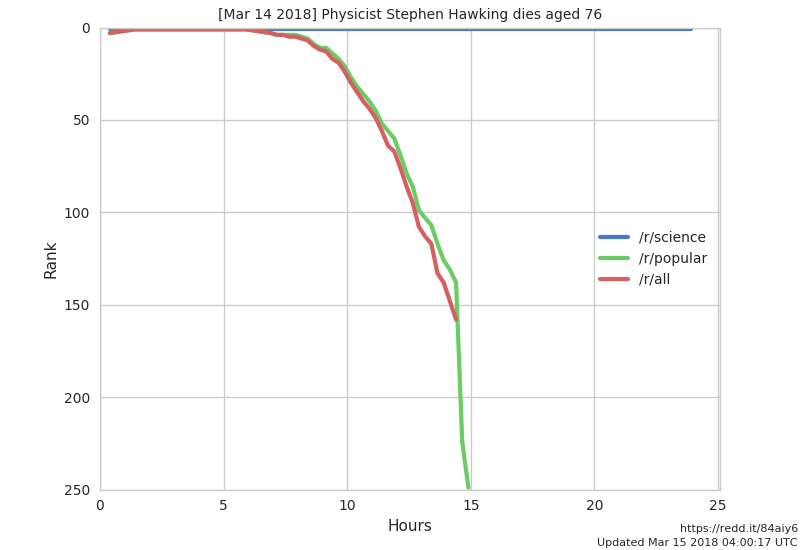 [Mar 14 2018] Physicist Stephen Hawking dies aged 76
0
50
100
150
200
250
Rank
/r/science
/r/popular
/r/all
0 5 10 15 20 25
Hours
https://redd.it/84aiy6
Updated Mar 15 2018 04:00:17 UTC